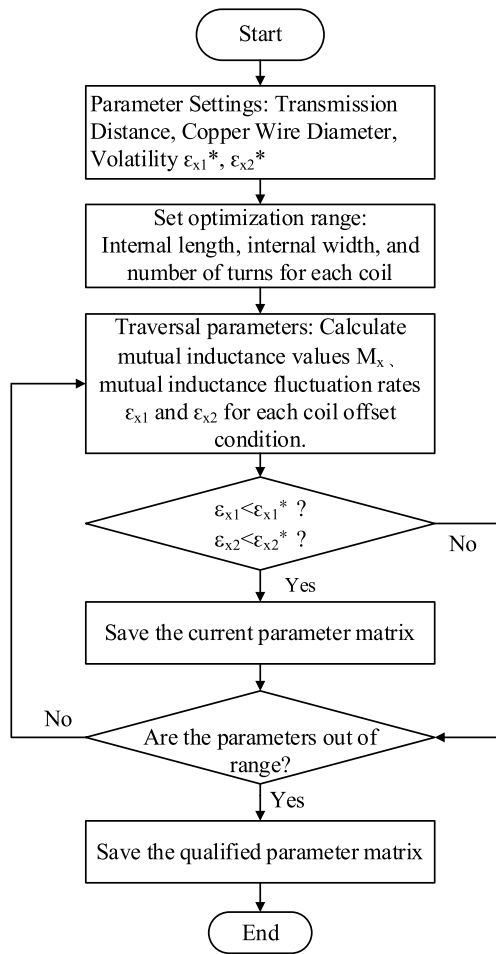 Start
Parameter Settings: Transmission
Distance, Copper Wire Diameter,
Volatility εx1*, εx2*
Set optimization range:
Internal length, internal width, and
number of turns for each coil
Traversal parameters: Calculate
mutual inductance values Mx、
mutual inductance fluctuation rates
εx1 and εx2 for each coil offset
condition.
εx1<εx1* ?
εx2<εx2* ?
No
Yes
Save the current parameter matrix
No
Are the parameters out of
range?
Yes
Save the qualified parameter matrix
End